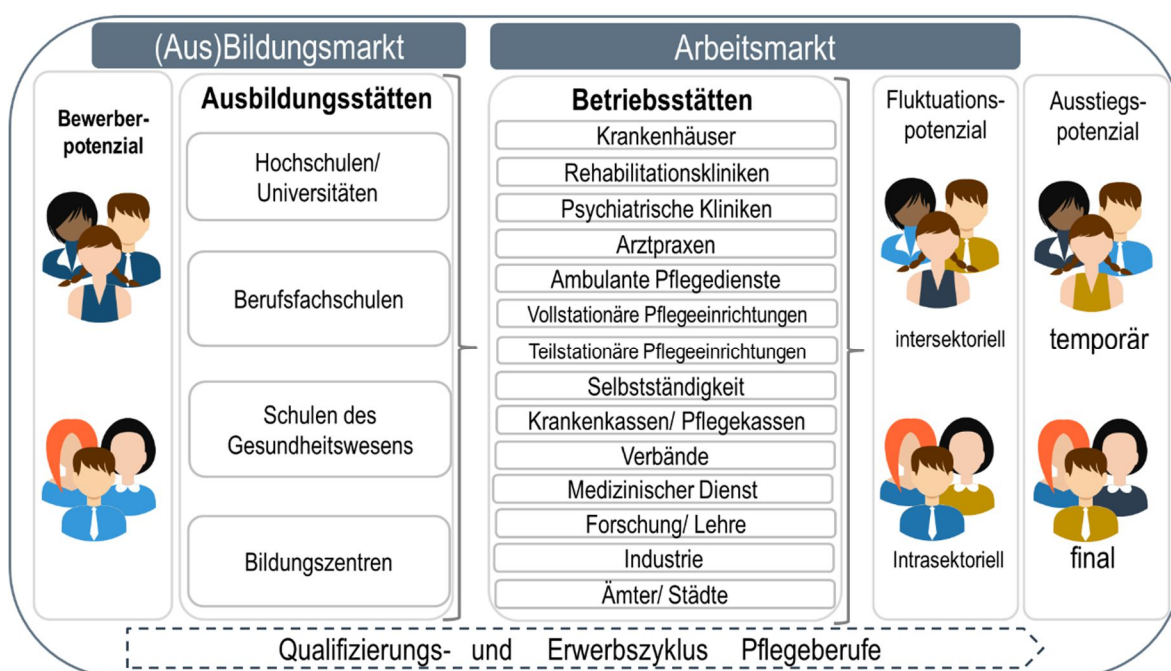 (Aus)Bildungsmarkt
Arbeitsmarkt
Bewerber-
potenzial
Ausbildungsstätten
Hochschulen/
Universitäten
Berufsfachschulen
Schulen des
Gesundheitswesens
Bildungszentren
Betriebsstätten
Krankenhäuser
Rehabilitationskliniken
Psychiatrische Kliniken
Arztpraxen
Ambulante Pflegedienste
Vollstationäre Pflegeeinrichtungen
Teilstationäre Pflegeeinrichtungen
Selbstständigkeit
Krankenkassen/ Pflegekassen
Verbände
Medizinischer Dienst
Forschung/ Lehre
Industrie
Ämter/ Städte
Fluktuations-
potenzial
intersektoriell
Intrasektoriell
Ausstiegs-
potenzial
temporär
final
Qualifizierungs- und Erwerbszyklus Pflegeberufe